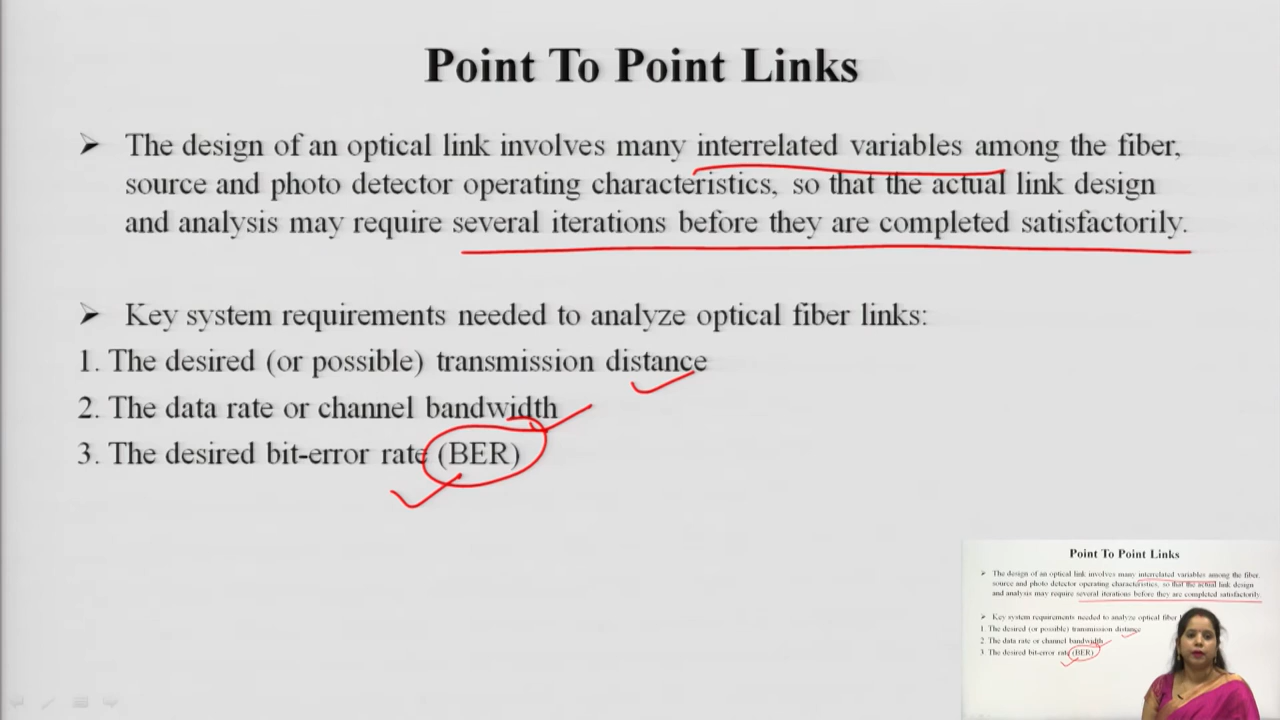 Point To Point Links
➢ The design of an optical link involves many interrelated variables among the fiber,
source and photo detector operating characteristics, so that the actual link design
and analysis may require several iterations before they are completed satisfactorily.
➢ Key system requirements needed to analyze optical fiber links:
1. The desired (or possible) transmission distance
2. The data rate or channel bandwidth
3. The desired bit-error rate (BER)
Point To Point Links
➢ The design of an optical link involves many interrelated variables among the fiber,
source and photo detector operating characteristics, so that the actual link design
and analysis may require several iterations before they are completed satisfactorily.
➢ Key system requirements needed to analyze optical fiber
1. The desired (or possible) transmission distance
2. The data rate or channel bandwidth
3. The desired bit-error rate (BER)